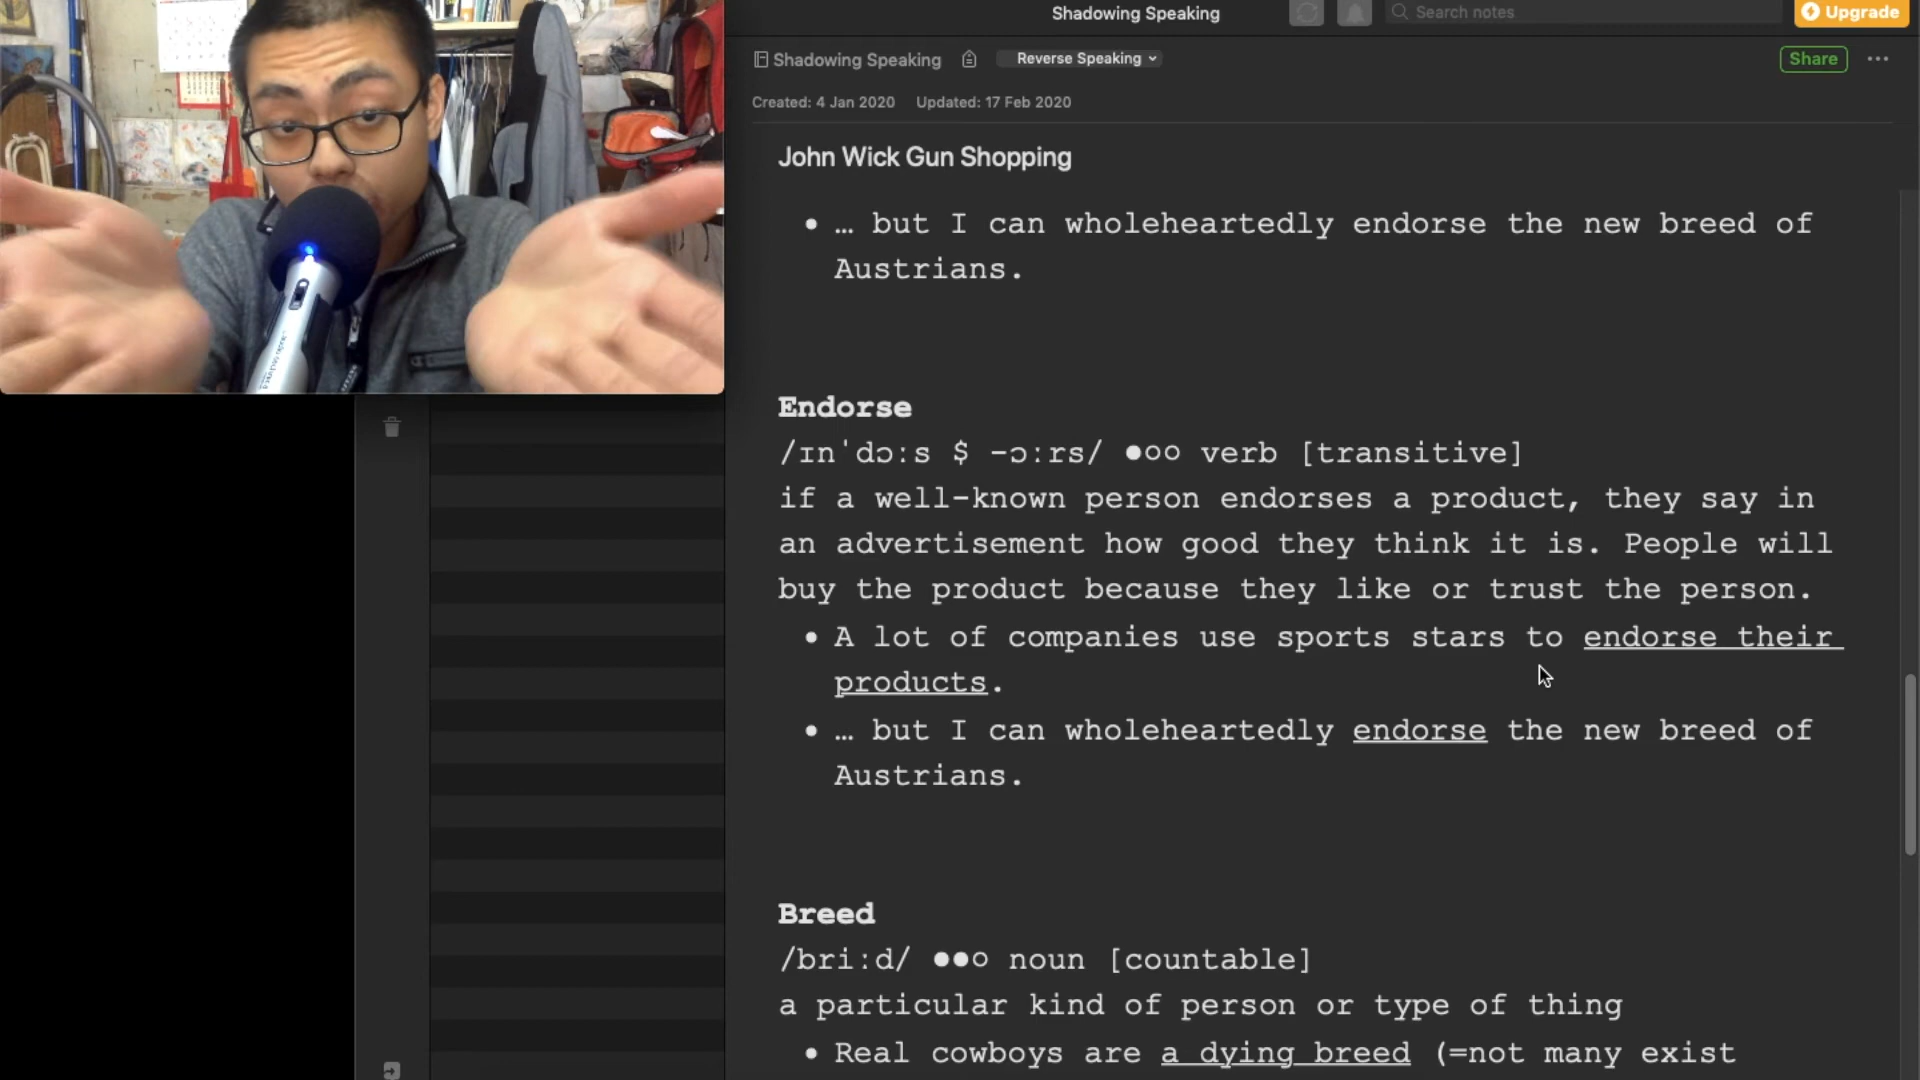 Shadowing Speaking
Search notes
Upgrade
Shadowing Speaking
Reverse Speaking
Share
Created: 4 Jan 2020
Updated: 17 Feb 2020
John Wick Gun Shopping
• … but I can wholeheartedly endorse the new breed of
Austrians.
Endorse
/ɪnˈdɔːs $ -ɔːrs/ ●○○ verb [transitive]
if a well-known person endorses a product, they say in
an advertisement how good they think it is. People will
buy the product because they like or trust the person.
• A lot of companies use sports stars to endorse their
products.
• … but I can wholeheartedly endorse the new breed of
Austrians.
Breed
/briːd/ ●●○ noun [countable]
a particular kind of person or type of thing
• Real cowboys are a dying breed (=not many exist